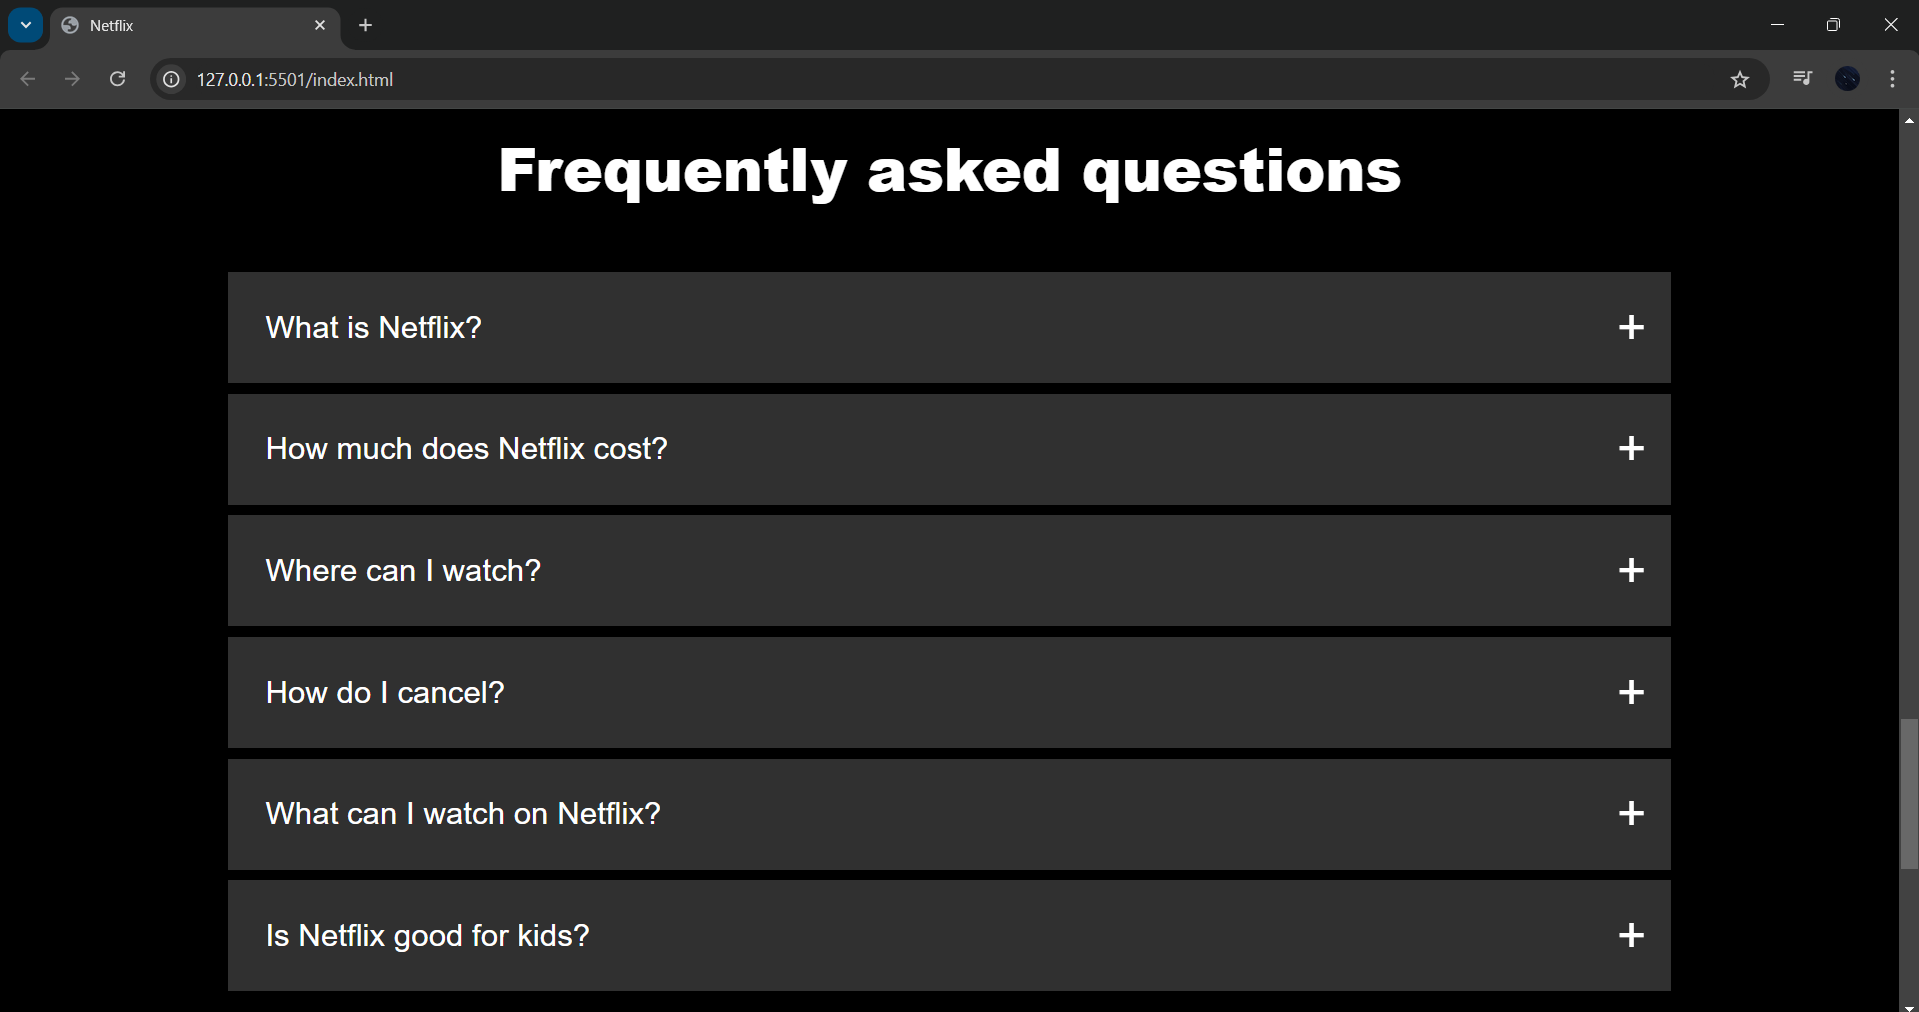 Netflix
127.0.0.1:5501/index.html
Frequently asked questions
What is Netflix? +
How much does Netflix cost? +
Where can I watch? +
How do I cancel? +
What can I watch on Netflix? +
Is Netflix good for kids? +